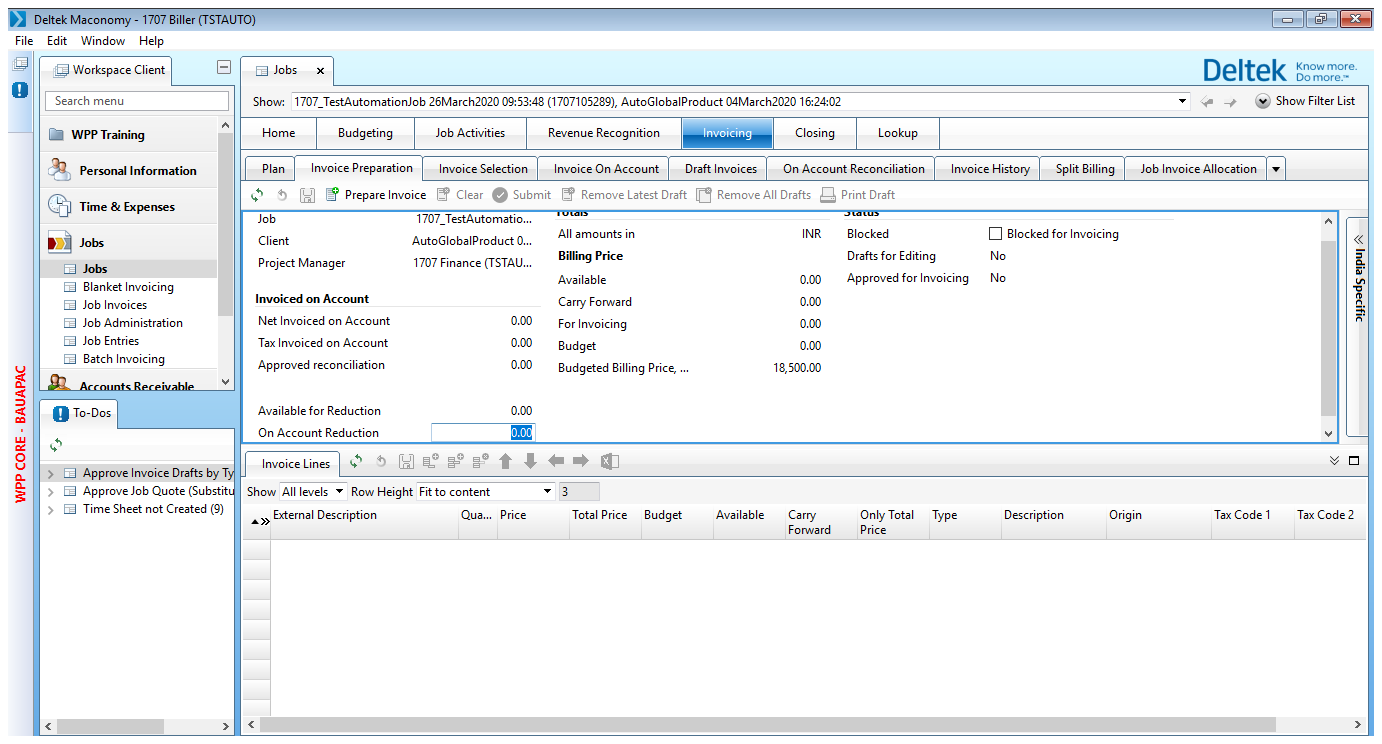 Deltek Maconomy - 1707 Biller (TSTAUTO)
File Edit Window Help
Workspace Client
Search menu
WPP Training
Personal Information
Time & Expenses
Jobs
Jobs
Blanket Invoicing
Job Invoices
Job Administration
Job Entries
Batch Invoicing
Accounts Receivable
WPP CORE - BAUAPAC
To-Dos
Approve Invoice Drafts by Ty
Approve Job Quote (Substitu
Time Sheet not Created (9)
Jobs
Deltek Know more. Do more.™
Show: 1707_TestAutomationJob 26March2020 09:53:48 (1707105289), AutoGlobalProduct 04March2020 16:24:02 Show Filter List
Home Budgeting Job Activities Revenue Recognition Invoicing Closing Lookup
Plan Invoice Preparation Invoice Selection Invoice On Account Draft Invoices On Account Reconciliation Invoice History Split Billing Job Invoice Allocation
Prepare Invoice Clear Submit Remove Latest Draft Remove All Drafts Print Draft
Job 1707_TestAutomatio...
Client AutoGlobalProduct 0...
Project Manager 1707 Finance (TSTAU...
Invoiced on Account
Net Invoiced on Account 0.00
Tax Invoiced on Account 0.00
Approved reconciliation 0.00
Available for Reduction 0.00
On Account Reduction 0.00
Totals
All amounts in INR
Billing Price
Available 0.00
Carry Forward 0.00
For Invoicing 0.00
Budget 0.00
Budgeted Billing Price, ... 18,500.00
Status
Blocked Blocked for Invoicing
Drafts for Editing No
Approved for Invoicing No
India Specific
Invoice Lines
Show All levels Row Height Fit to content 3
External Description Qua... Price Total Price Budget Available Carry Forward Only Total Price Type Description Origin Tax Code 1 Tax Code 2